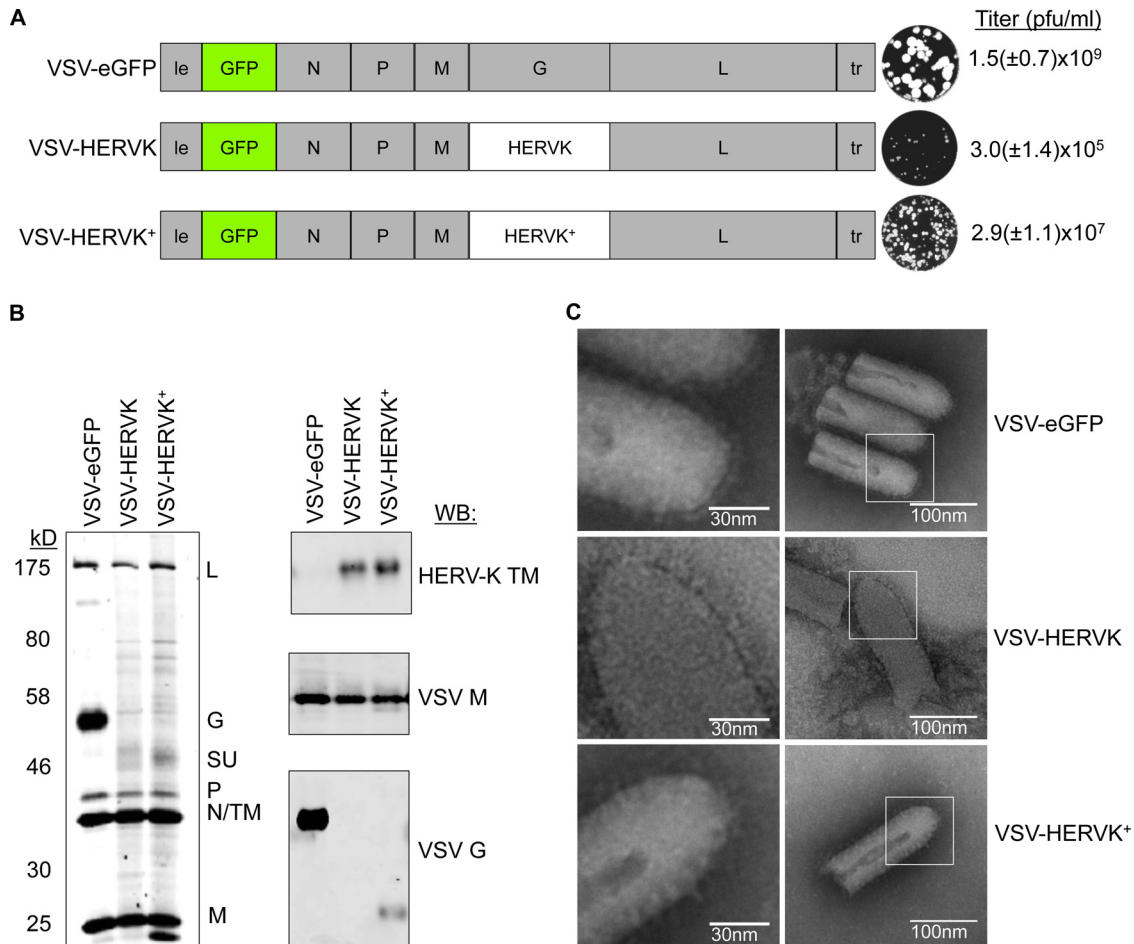 A
Titer (pfu/ml)
VSV-eGFP le GFP N P M G L tr 1.5(±0.7)x10⁹
VSV-HERVK le GFP N P M HERVK L tr 3.0(±1.4)x10⁵
VSV-HERVK⁺ le GFP N P M HERVK⁺ L tr 2.9(±1.1)x10⁷
B
VSV-eGFP
VSV-HERVK
VSV-HERVK⁺
kD
175
80
58
46
30
25
L
G
SU
P
N/TM
M
VSV-eGFP
VSV-HERVK
VSV-HERVK⁺
WB:
HERV-K TM
VSV M
VSV G
C
30nm 100nm VSV-eGFP
30nm 100nm VSV-HERVK
30nm 100nm VSV-HERVK⁺